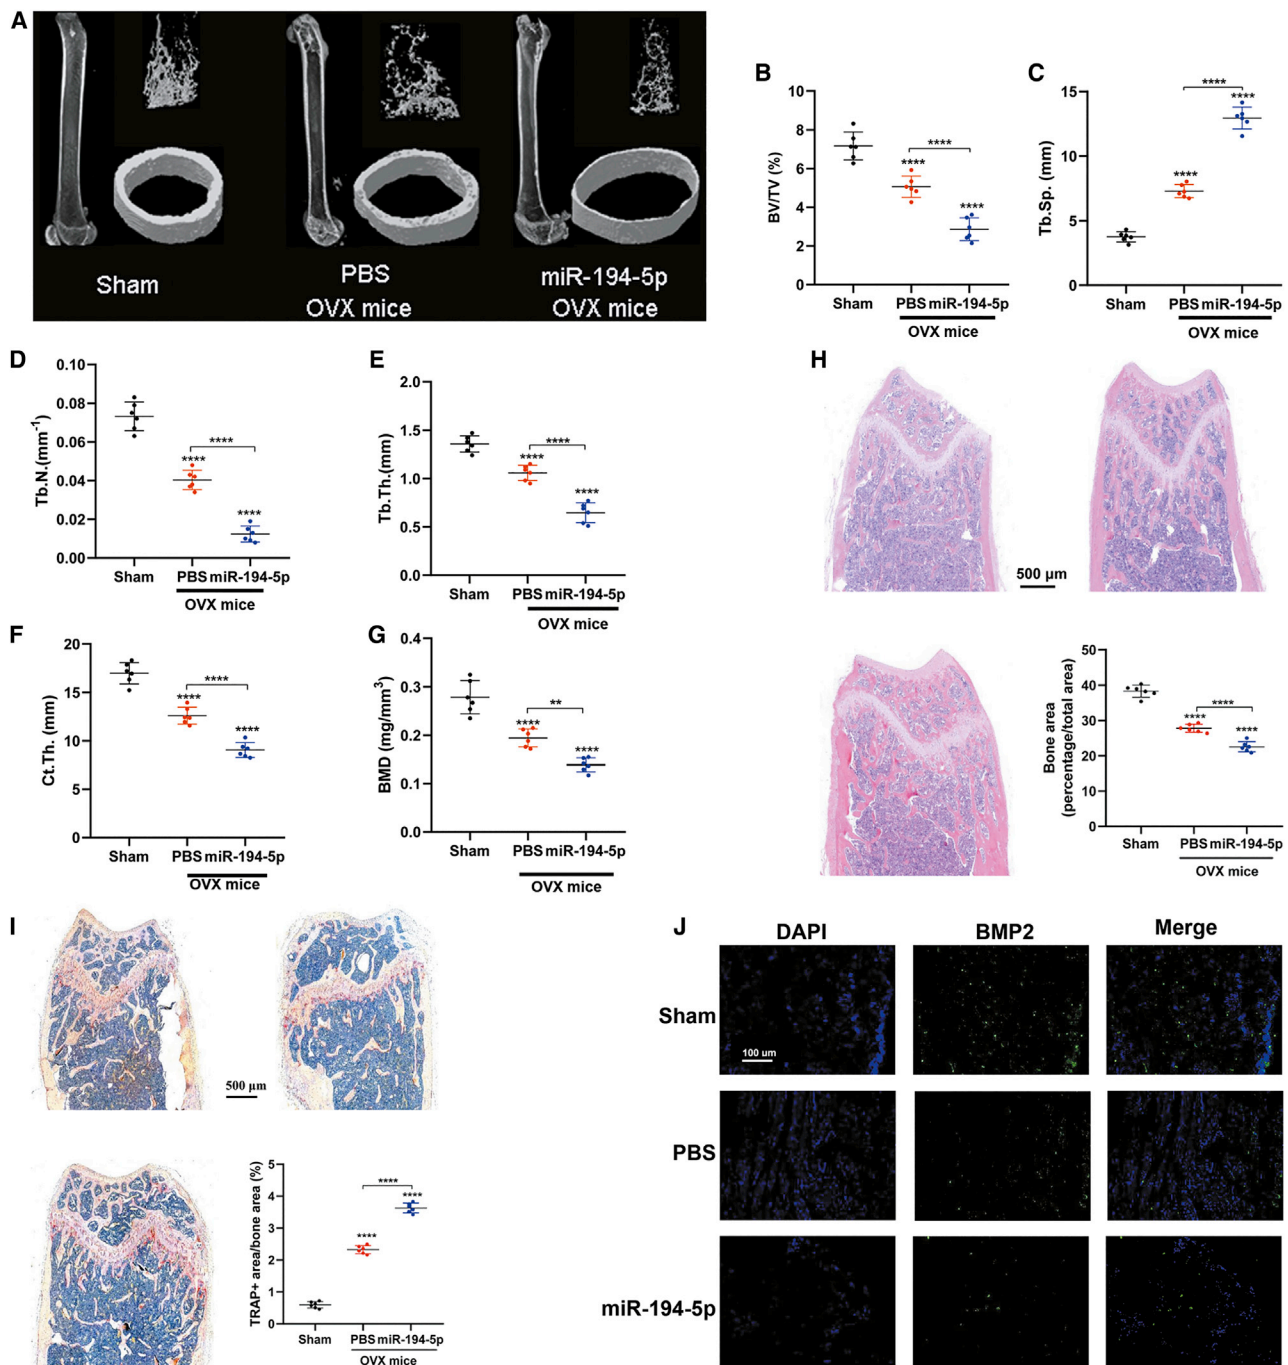 A
Sham
PBS
OVX mice
miR-194-5p
OVX mice
B
BV/TV (%)
10
8
6
4
2
0
****
****
****
Sham
PBS miR-194-5p
OVX mice
C
Tb.Sp. (mm)
15
10
5
0
****
****
****
Sham
PBS miR-194-5p
OVX mice
D
Tb.N.(mm-1)
0.10
0.08
0.06
0.04
0.02
0.00
****
****
****
Sham
PBS miR-194-5p
OVX mice
E
Tb.Th.(mm)
2.0
1.5
1.0
0.5
0.0
****
****
****
Sham
PBS miR-194-5p
OVX mice
F
Ct.Th. (mm)
20
15
10
5
0
****
****
****
Sham
PBS miR-194-5p
OVX mice
G
BMD (mg/mm3)
0.4
0.3
0.2
0.1
0.0
**
****
****
Sham
PBS miR-194-5p
OVX mice
H
500 µm
Bone area
(percentage/total area)
50
40
30
20
10
0
****
****
****
Sham
PBS miR-194-5p
OVX mice
I
500 µm
TRAP+ area/bone area (%)
5
4
3
2
1
0
****
****
****
Sham
PBS miR-194-5p
OVX mice
J
DAPI
BMP2
Merge
Sham
100 um
PBS
miR-194-5p